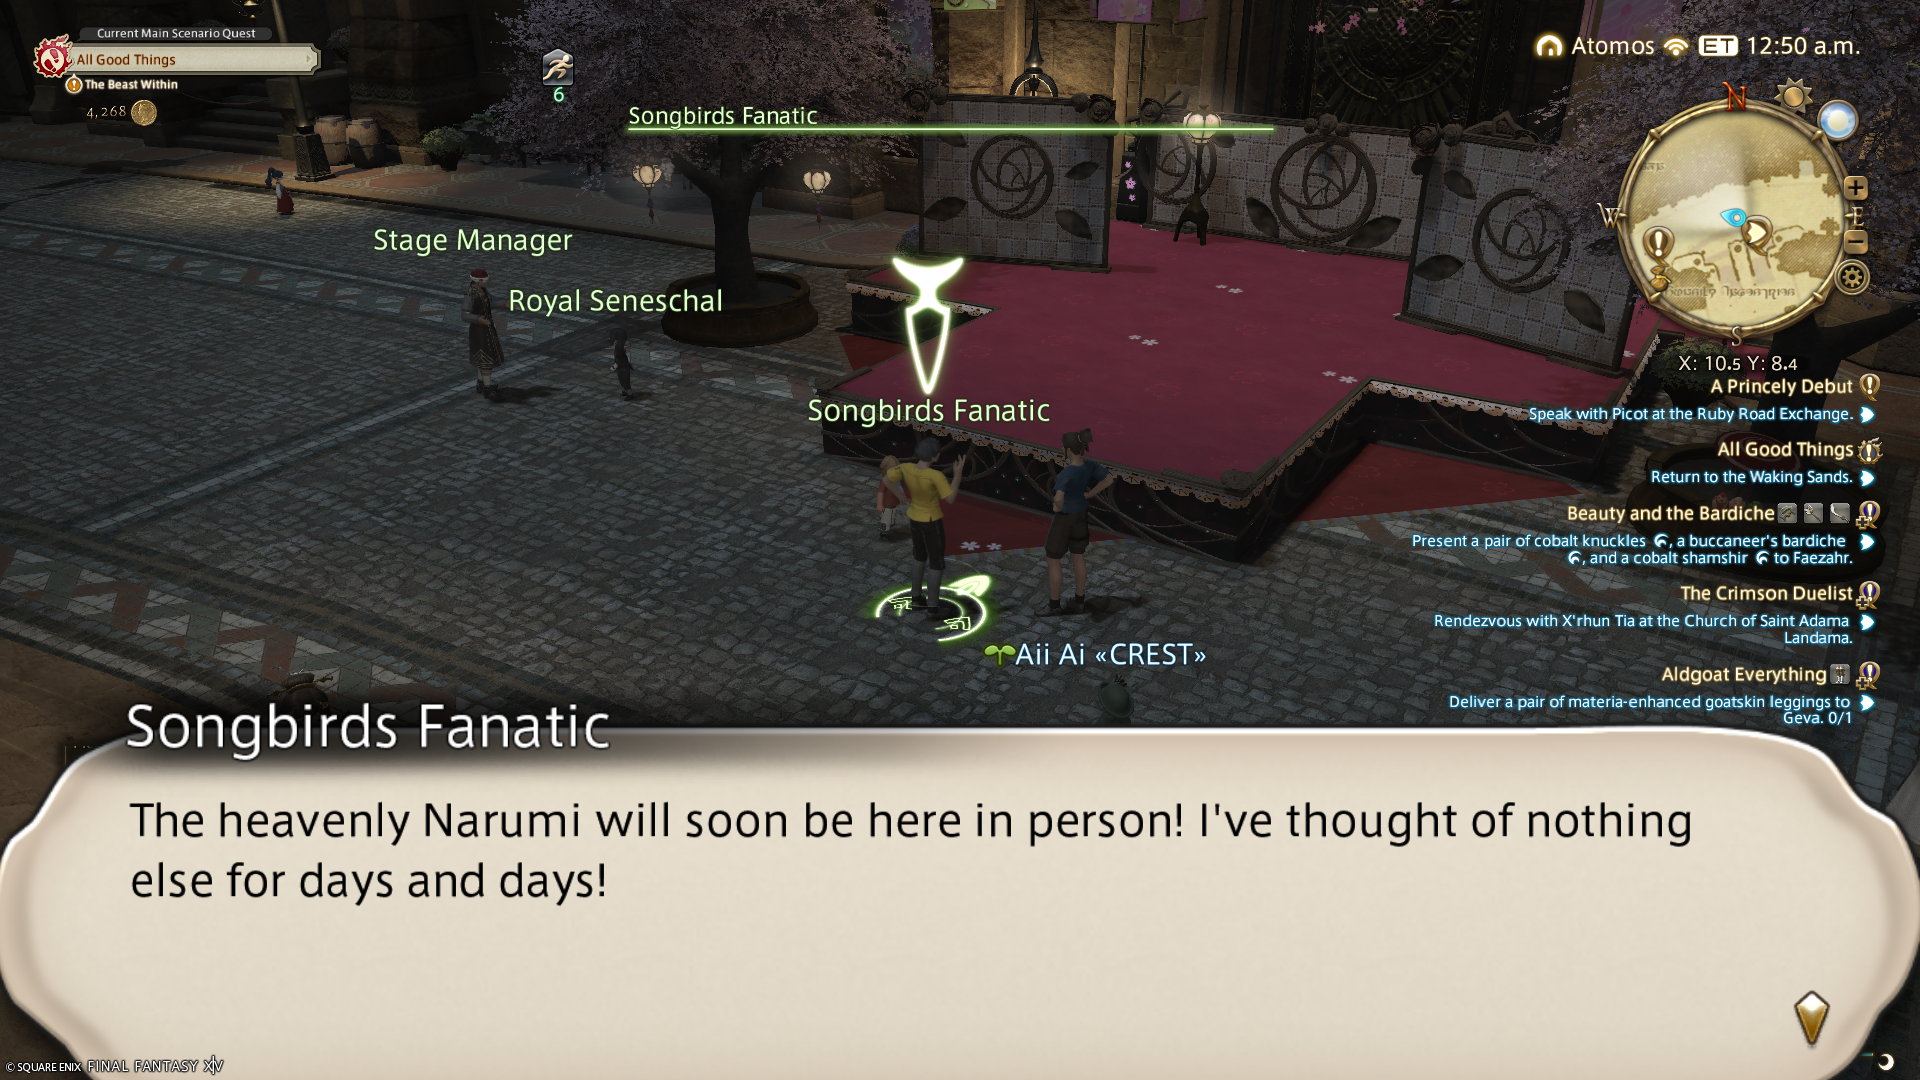 Current Main Scenario Quest
All Good Things
The Beast Within
4,268
6
Songbirds Fanatic
Atomos ET 12:50 a.m.
N
W
E
S
X: 10.5 Y: 8.4
Stage Manager
Royal Seneschal
Songbirds Fanatic
Aii Ai «CREST»
A Princely Debut
Speak with Picot at the Ruby Road Exchange.
All Good Things
Return to the Waking Sands.
Beauty and the Bardiche
Present a pair of cobalt knuckles, a buccaneer's bardiche
, and a cobalt shamshir to Faezahr.
The Crimson Duelist
Rendezvous with X'rhun Tia at the Church of Saint Adama
Landama.
Aldgoat Everything
Deliver a pair of materia-enhanced goatskin leggings to
Geva. 0/1
Songbirds Fanatic
The heavenly Narumi will soon be here in person! I've thought of nothing
else for days and days!
© SQUARE ENIX FINAL FANTASY XIV